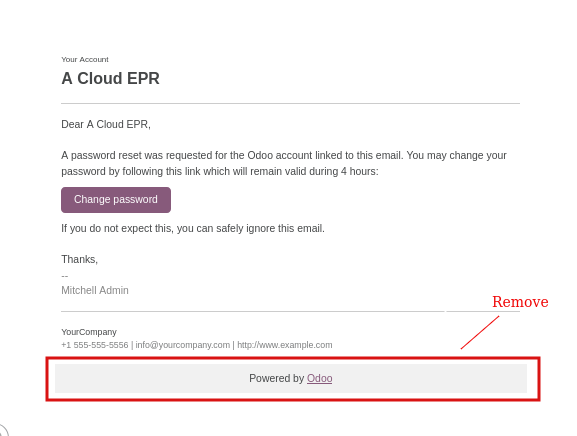 Your Account
A Cloud EPR
Dear A Cloud EPR,
A password reset was requested for the Odoo account linked to this email. You may change your
password by following this link which will remain valid during 4 hours:
Change password
If you do not expect this, you can safely ignore this email.
Thanks,
--
Mitchell Admin
Remove
YourCompany
+1 555-555-5556 | info@yourcompany.com | http://www.example.com
Powered by Odoo